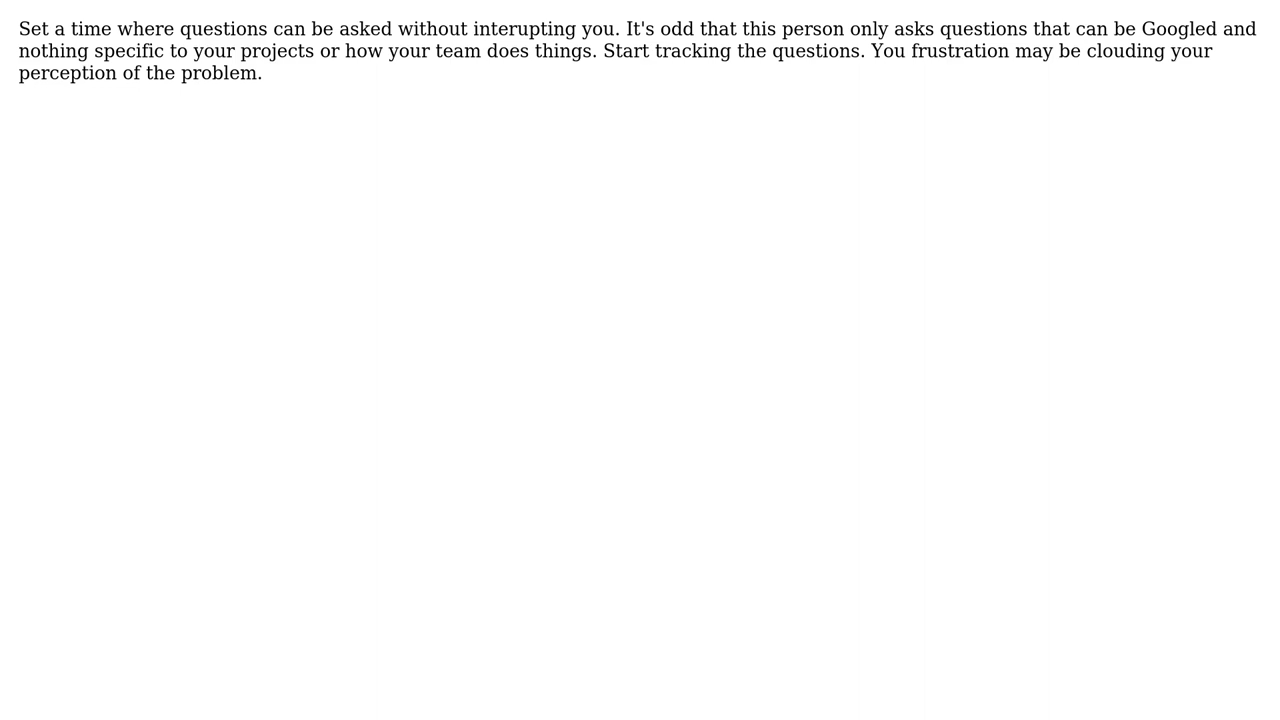 Set a time where questions can be asked without interupting you. It's odd that this person only asks questions that can be Googled and
nothing specific to your projects or how your team does things. Start tracking the questions. You frustration may be clouding your
perception of the problem.